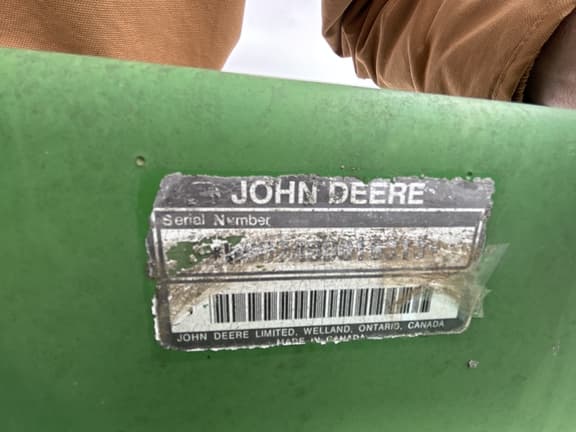 JOHN DEERE
Serial Number
JOHN DEERE LIMITED, WELLAND, ONTARIO, CANADA
MADE IN CANADA